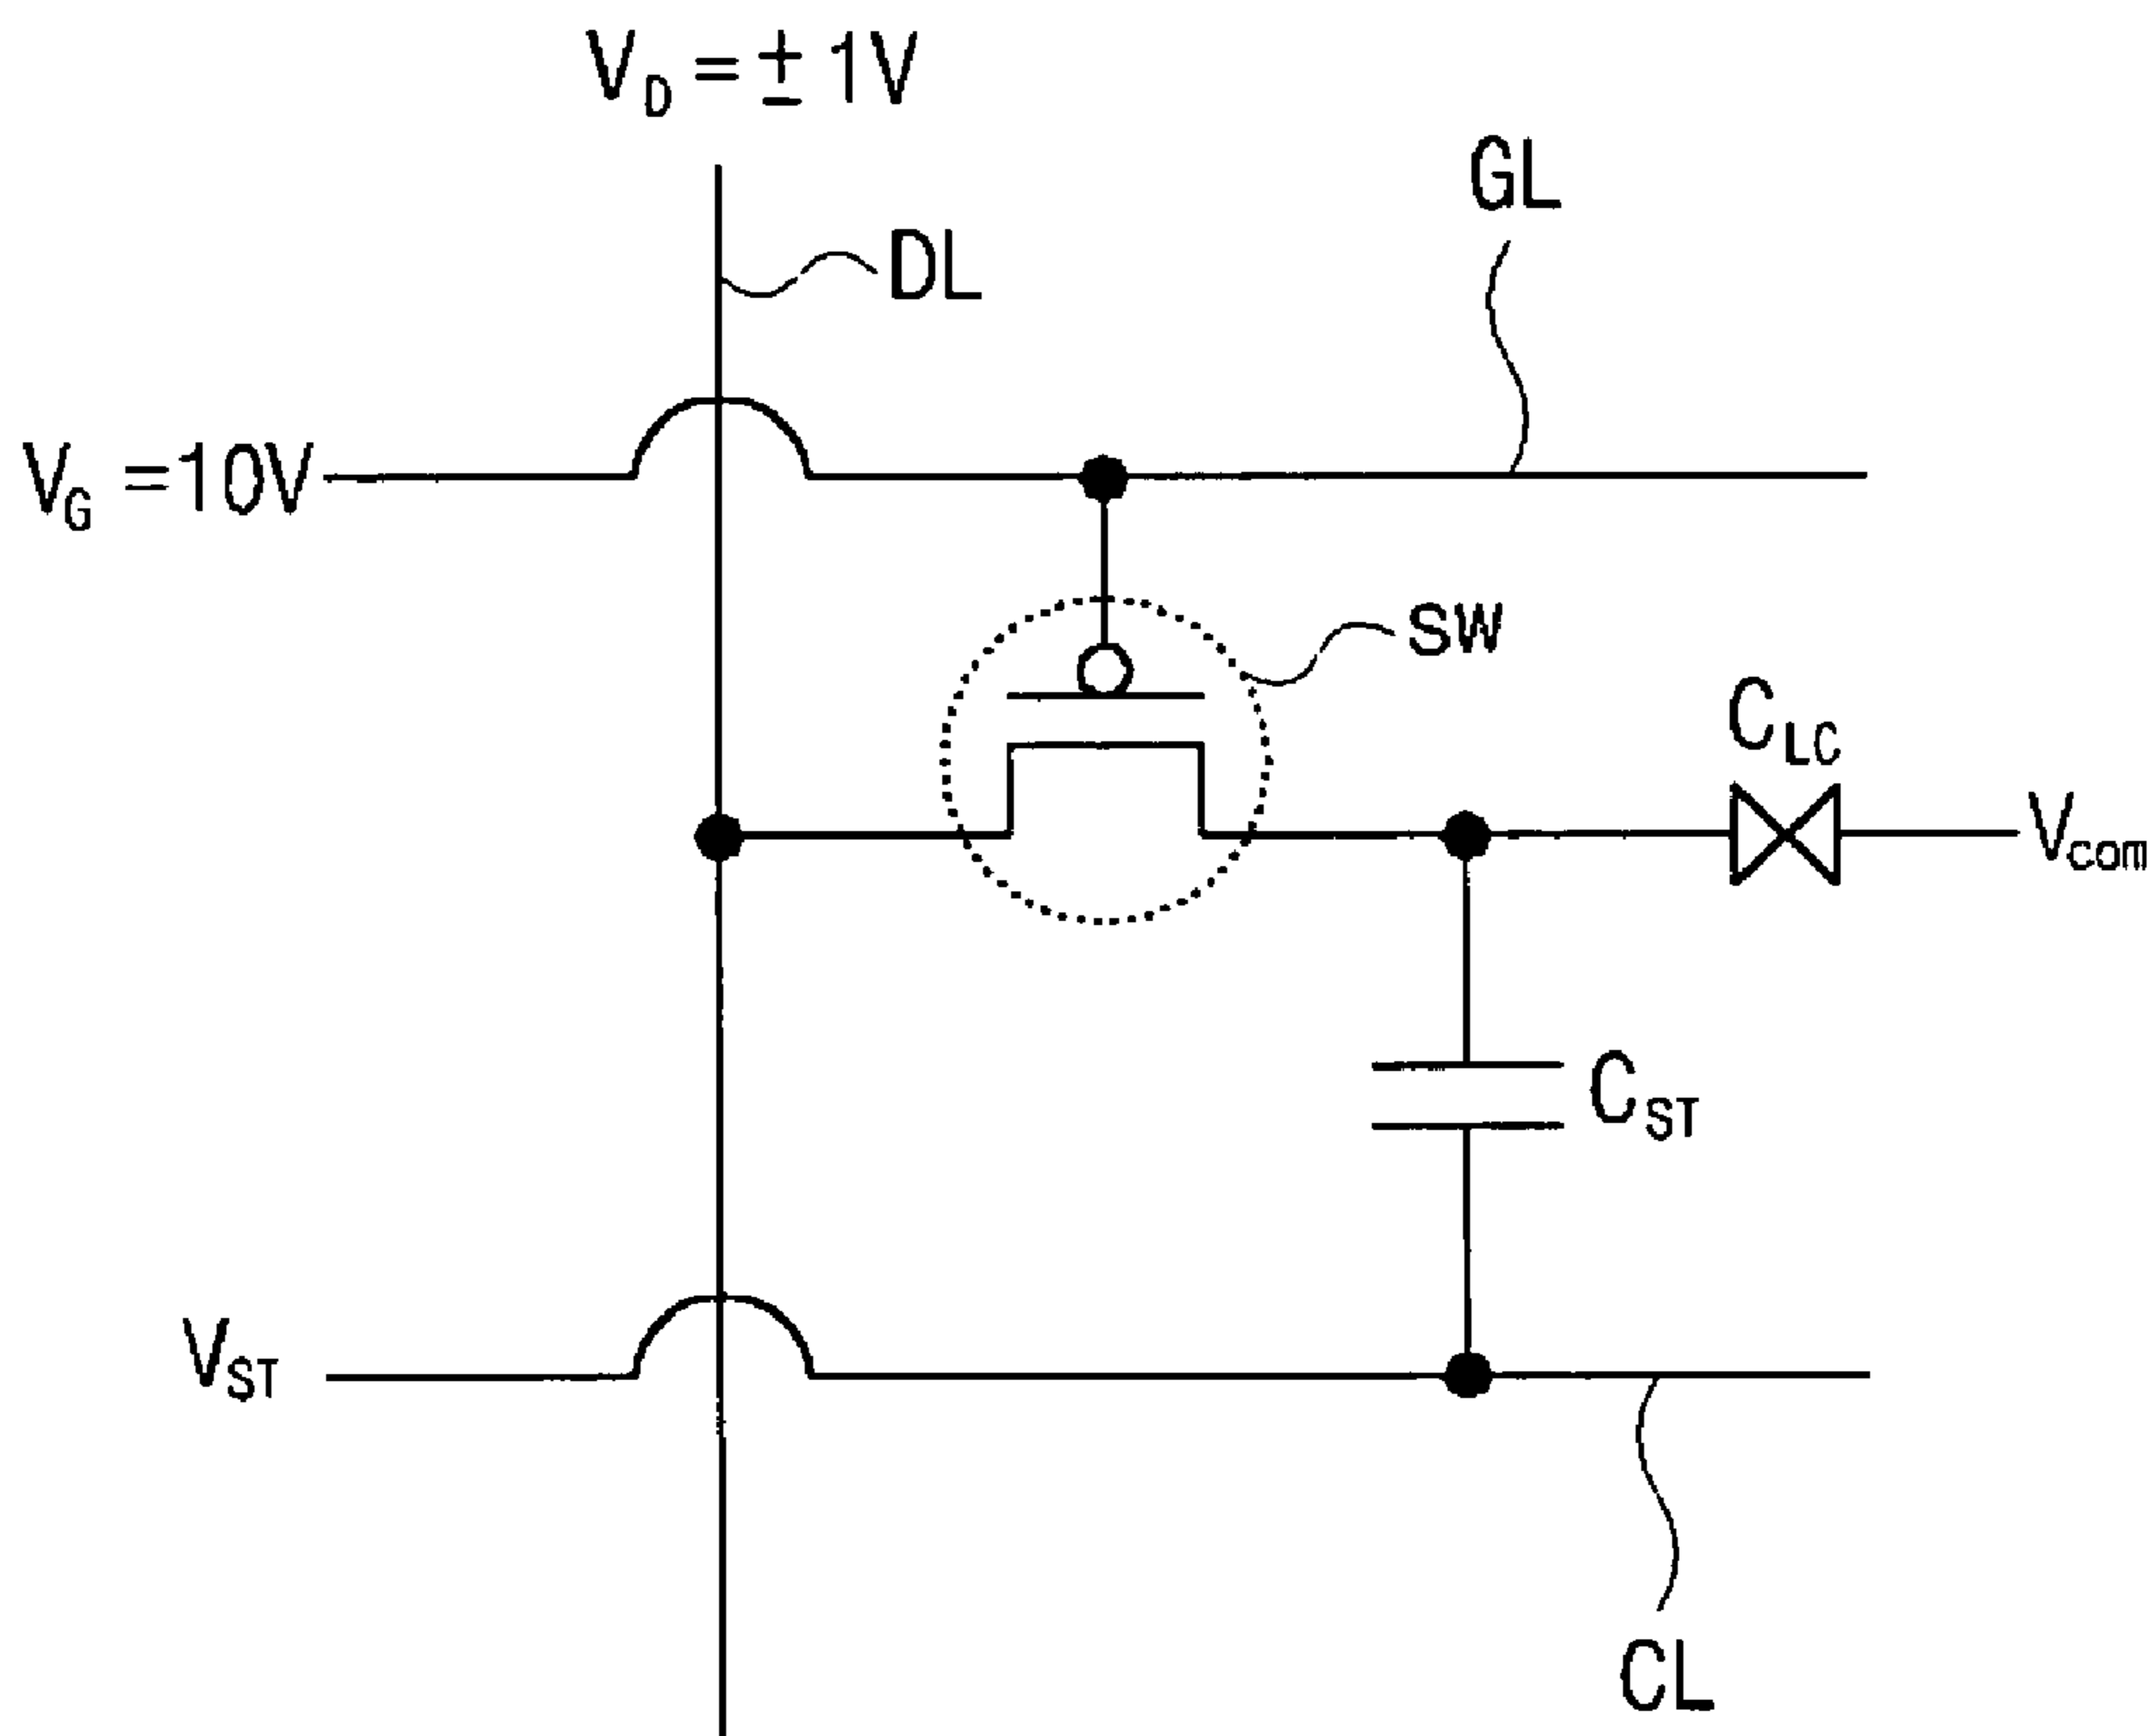 V_D = ± 1V
GL
DL
V_G = 10V
SW
C_LC
V_com
C_ST
V_ST
CL